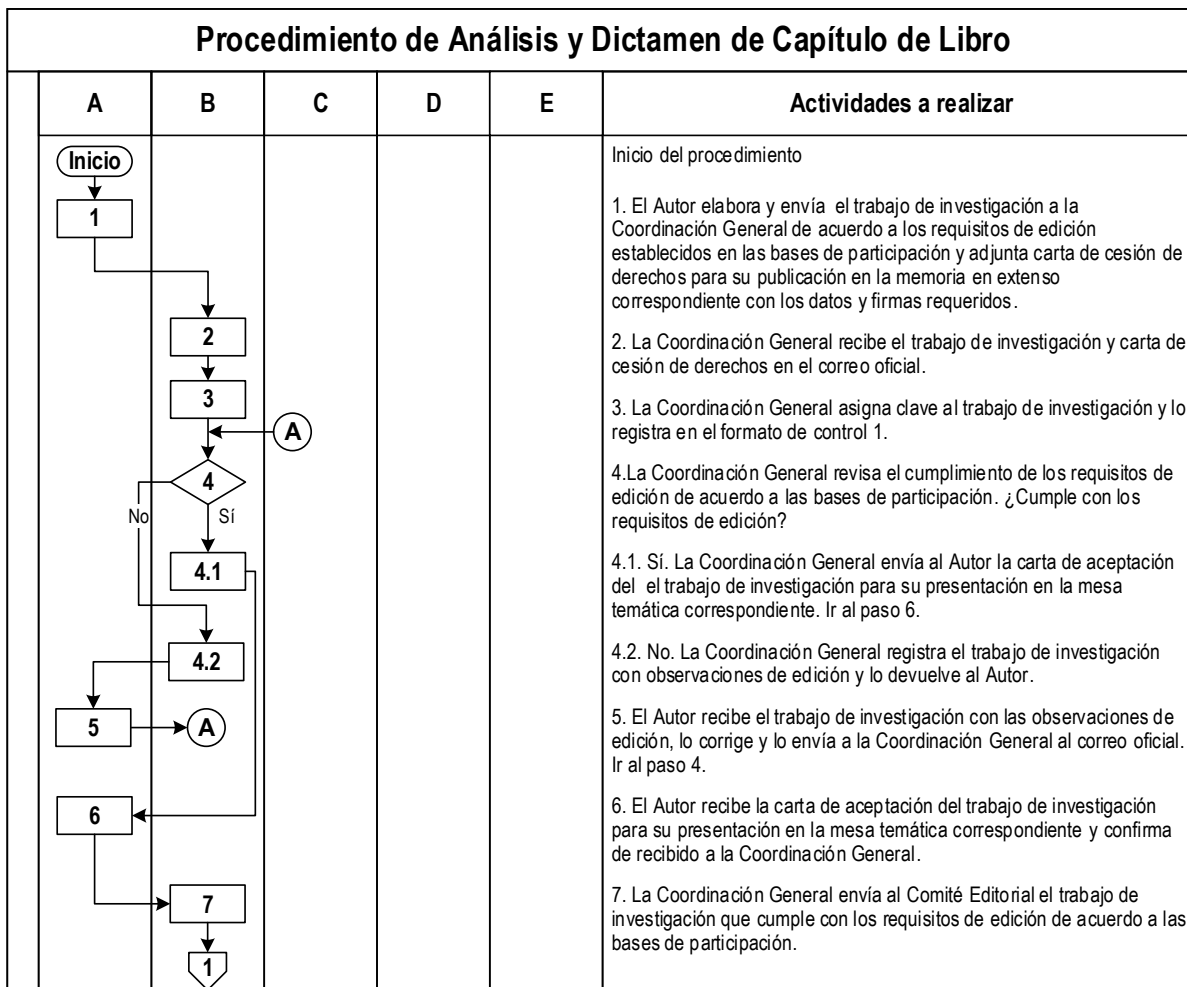 Procedimiento de Análisis y Dictamen de Capítulo de Libro
A B C D E Actividades a realizar
Inicio
1
2
3
A
4
No
Sí
4.1
4.2
5
A
6
7
1
Inicio del procedimiento
1. El Autor elabora y envía el trabajo de investigación a la
Coordinación General de acuerdo a los requisitos de edición
establecidos en las bases de participación y adjunta carta de cesión de
derechos para su publicación en la memoria en extenso
correspondiente con los datos y firmas requeridos.
2. La Coordinación General recibe el trabajo de investigación y carta de
cesión de derechos en el correo oficial.
3. La Coordinación General asigna clave al trabajo de investigación y lo
registra en el formato de control 1.
4.La Coordinación General revisa el cumplimiento de los requisitos de
edición de acuerdo a las bases de participación. ¿Cumple con los
requisitos de edición?
4.1. Sí. La Coordinación General envía al Autor la carta de aceptación
del el trabajo de investigación para su presentación en la mesa
temática correspondiente. Ir al paso 6.
4.2. No. La Coordinación General registra el trabajo de investigación
con observaciones de edición y lo devuelve al Autor.
5. El Autor recibe el trabajo de investigación con las observaciones de
edición, lo corrige y lo envía a la Coordinación General al correo oficial.
Ir al paso 4.
6. El Autor recibe la carta de aceptación del trabajo de investigación
para su presentación en la mesa temática correspondiente y confirma
de recibido a la Coordinación General.
7. La Coordinación General envía al Comité Editorial el trabajo de
investigación que cumple con los requisitos de edición de acuerdo a las
bases de participación.